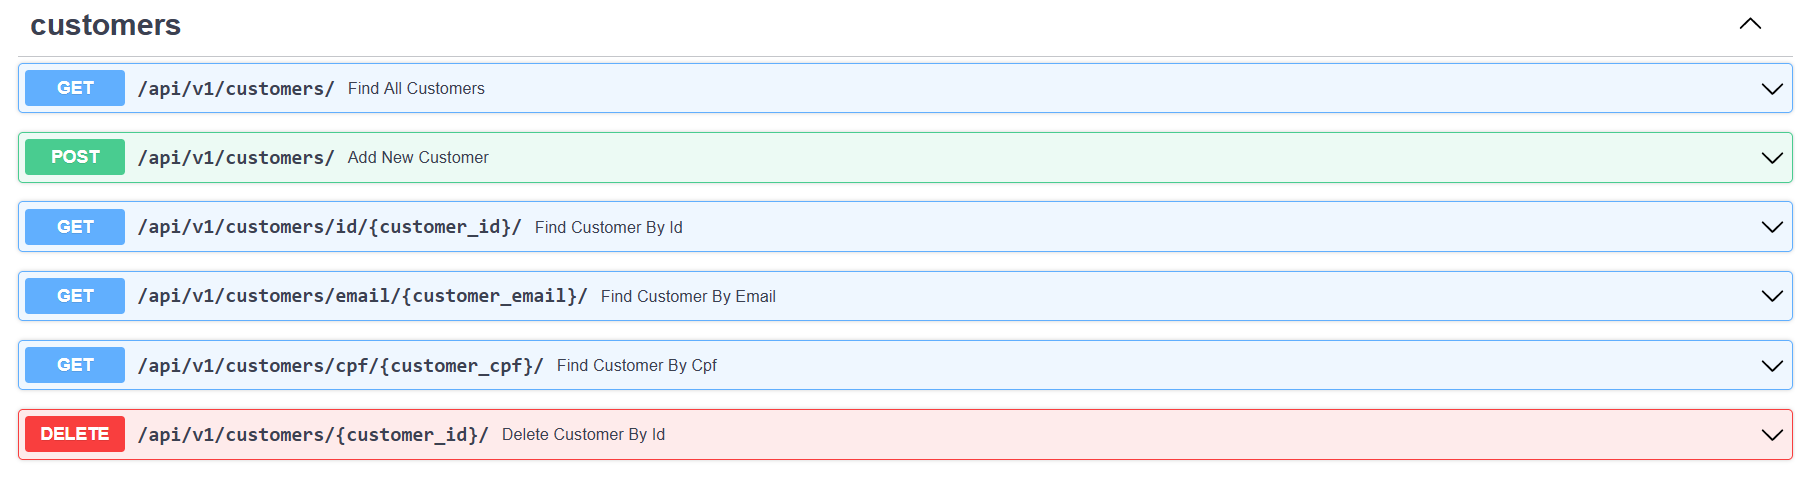 customers
GET /api/v1/customers/ Find All Customers
POST /api/v1/customers/ Add New Customer
GET /api/v1/customers/id/{customer_id}/ Find Customer By Id
GET /api/v1/customers/email/{customer_email}/ Find Customer By Email
GET /api/v1/customers/cpf/{customer_cpf}/ Find Customer By Cpf
DELETE /api/v1/customers/{customer_id}/ Delete Customer By Id